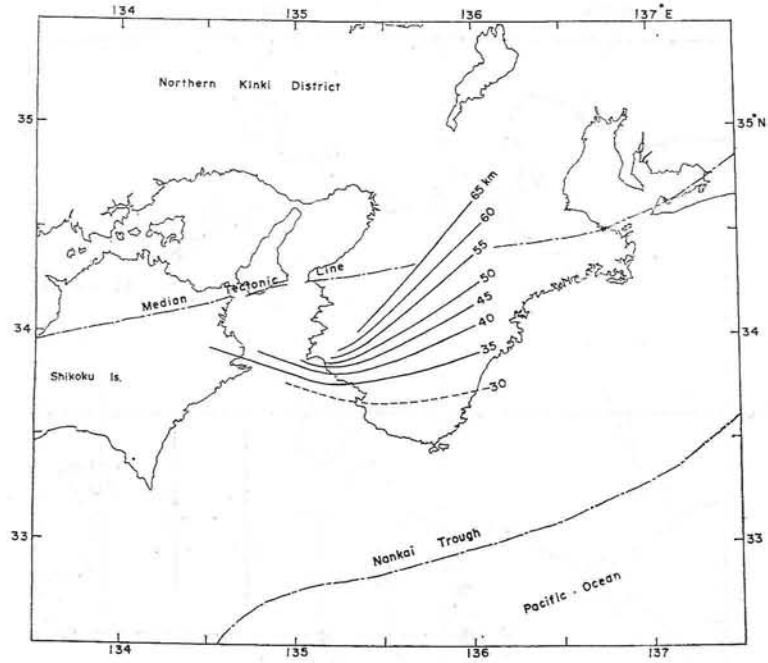 134
135
136
137°E
Northern Kinki District
35
35°N
65 km
60
55
50
45
40
35
30
Median Tectonic Line
34
34
Shikoku Is.
33
33
Nankai Trough
Pacific Ocean
134
135
136
137